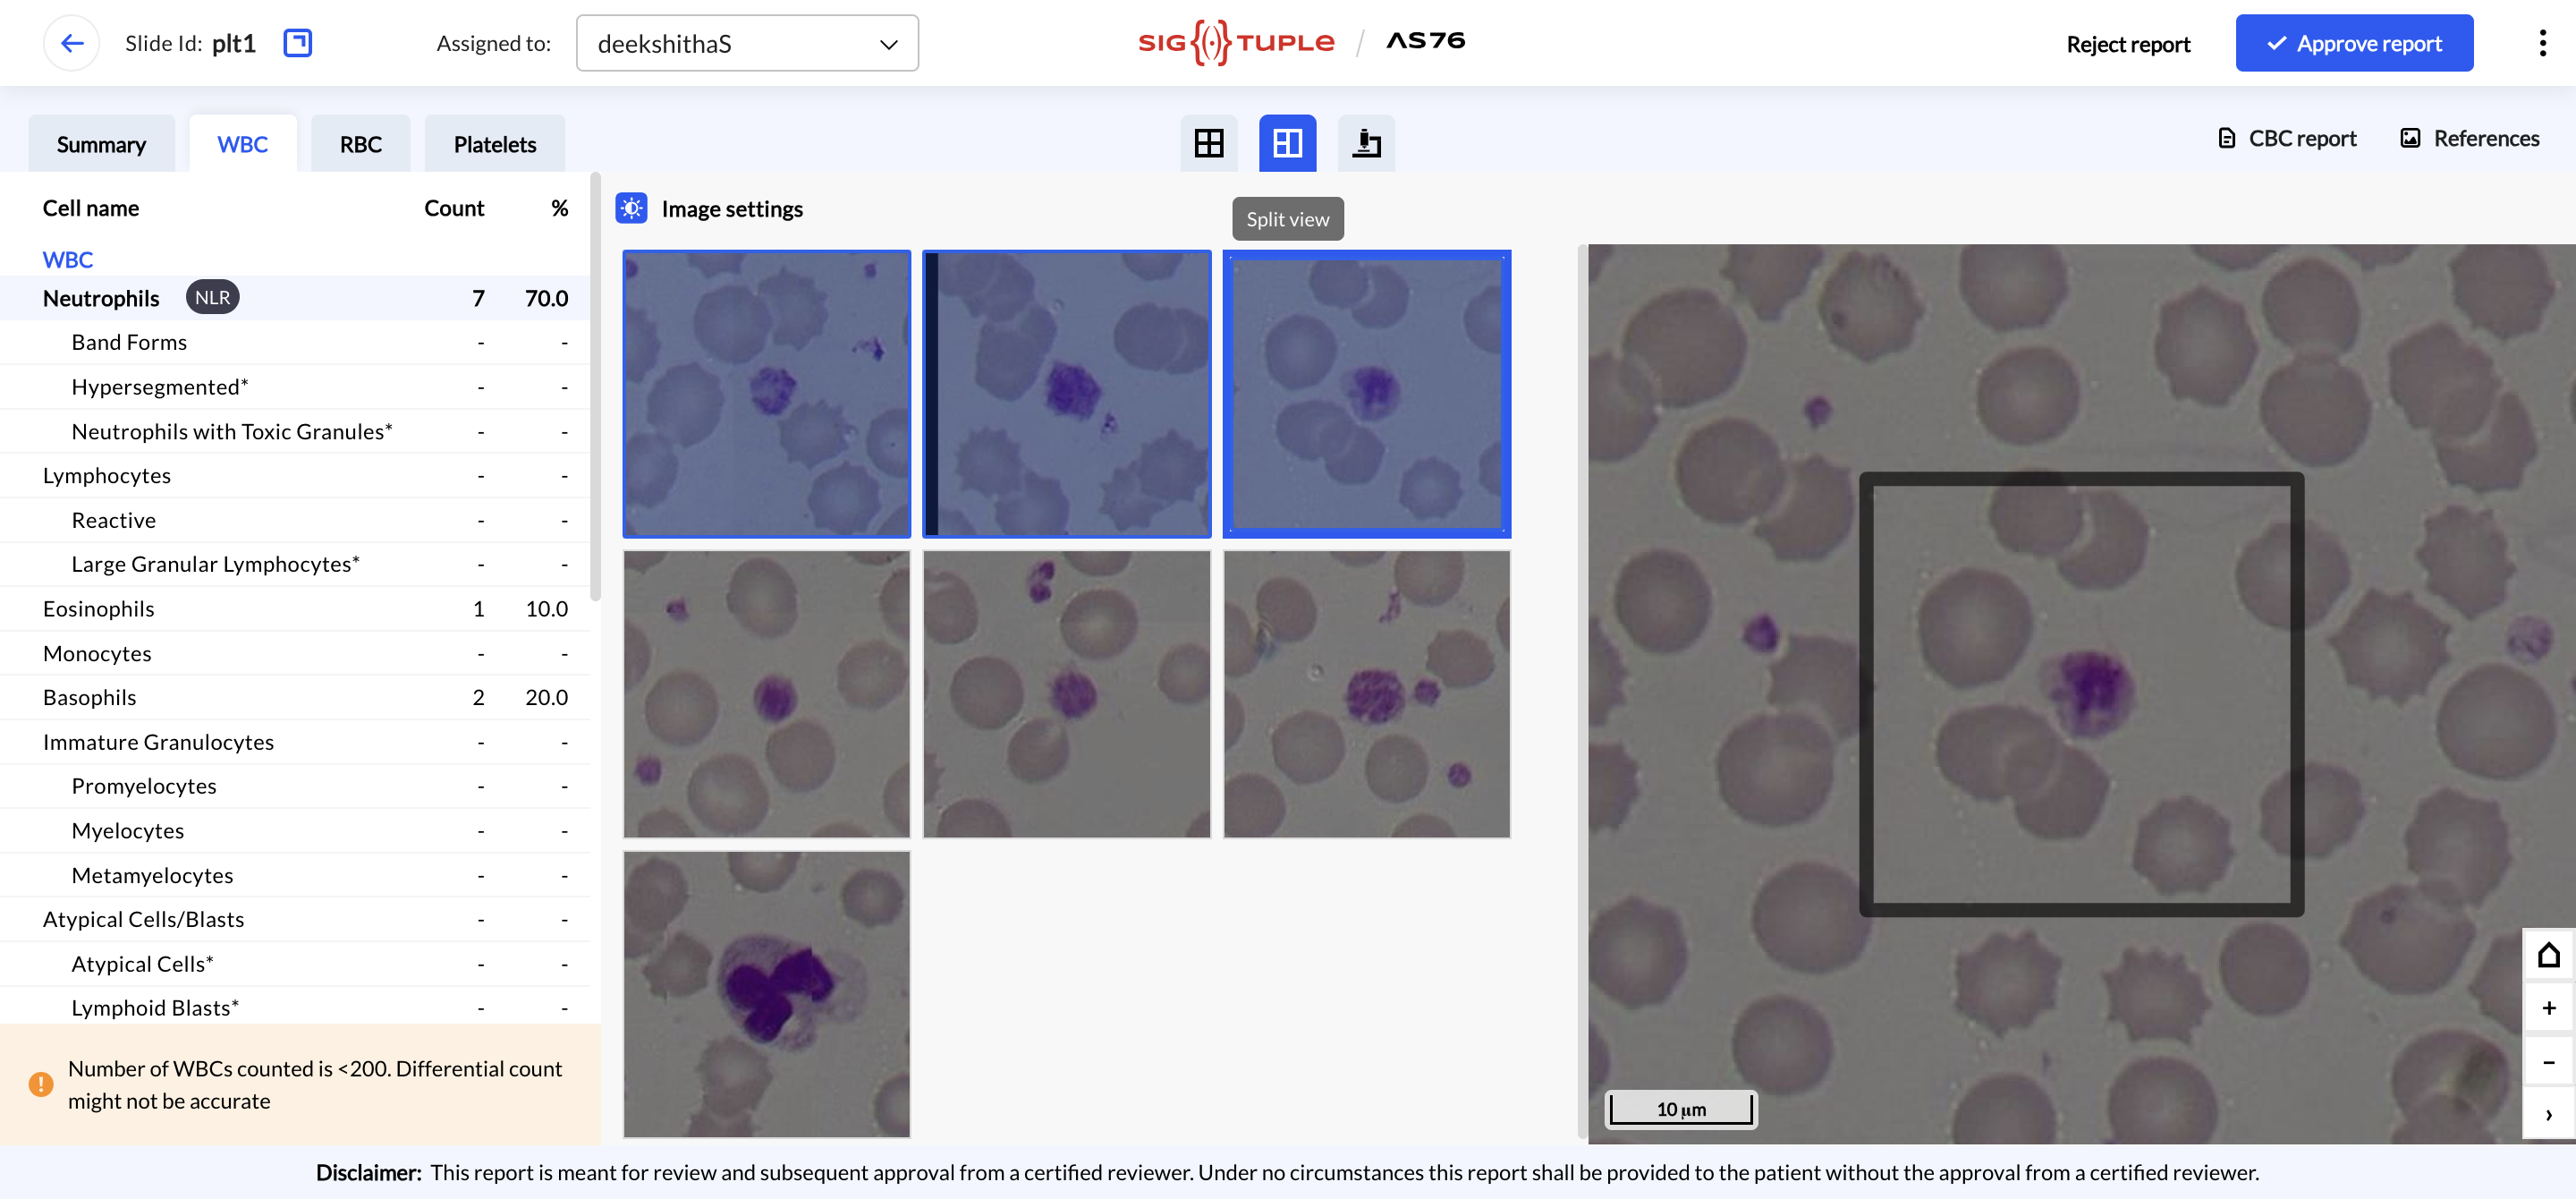 Slide Id: plt1
Assigned to: deekshithaS
SIG TUPLE / AS76
Reject report
Approve report
Summary
WBC
RBC
Platelets
CBC report
References
Cell name Count %
Image settings
Split view
WBC
Neutrophils NLR 7 70.0
Band Forms - -
Hypersegmented* - -
Neutrophils with Toxic Granules* - -
Lymphocytes - -
Reactive - -
Large Granular Lymphocytes* - -
Eosinophils 1 10.0
Monocytes - -
Basophils 2 20.0
Immature Granulocytes - -
Promyelocytes - -
Myelocytes - -
Metamyelocytes - -
Atypical Cells/Blasts - -
Atypical Cells* - -
Lymphoid Blasts* - -
Number of WBCs counted is <200. Differential count
might not be accurate
10 µm
Disclaimer: This report is meant for review and subsequent approval from a certified reviewer. Under no circumstances this report shall be provided to the patient without the approval from a certified reviewer.